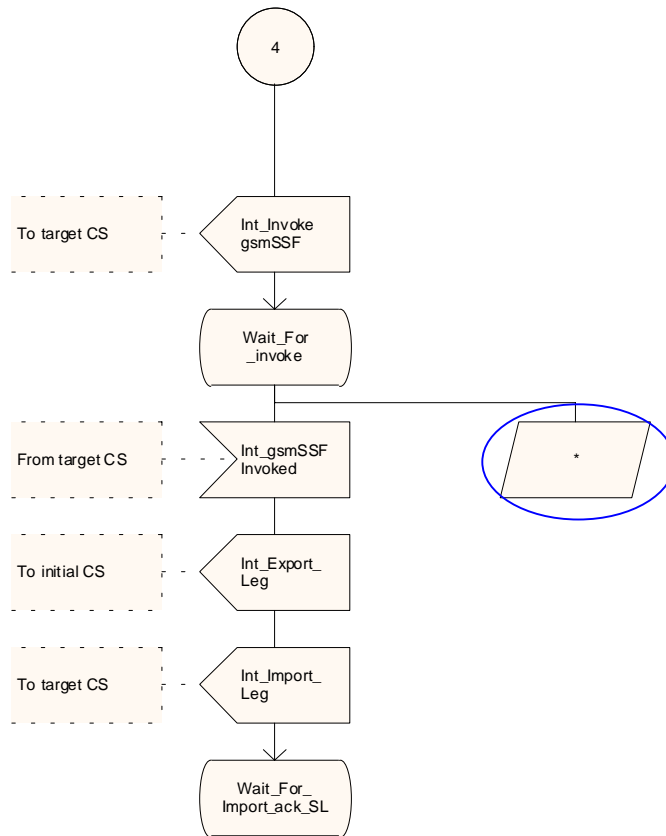 4
To target CS
Int_Invoke
gsmSSF
Wait_For
_invoke
From target CS
Int_gsmSSF
Invoked
*
To initial CS
Int_Export_
Leg
To target CS
Int_Import_
Leg
Wait_For_
Import_ack_SL